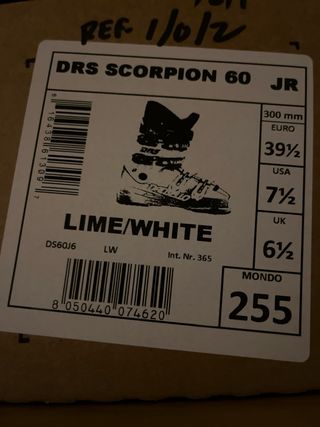 REF 1/0/2
DRS SCORPION 60 JR
300 mm
EURO
39½
USA
7½
UK
6½
MONDO
255
LIME/WHITE
DS60J6 LW Int. Nr. 365
8 050440 074620